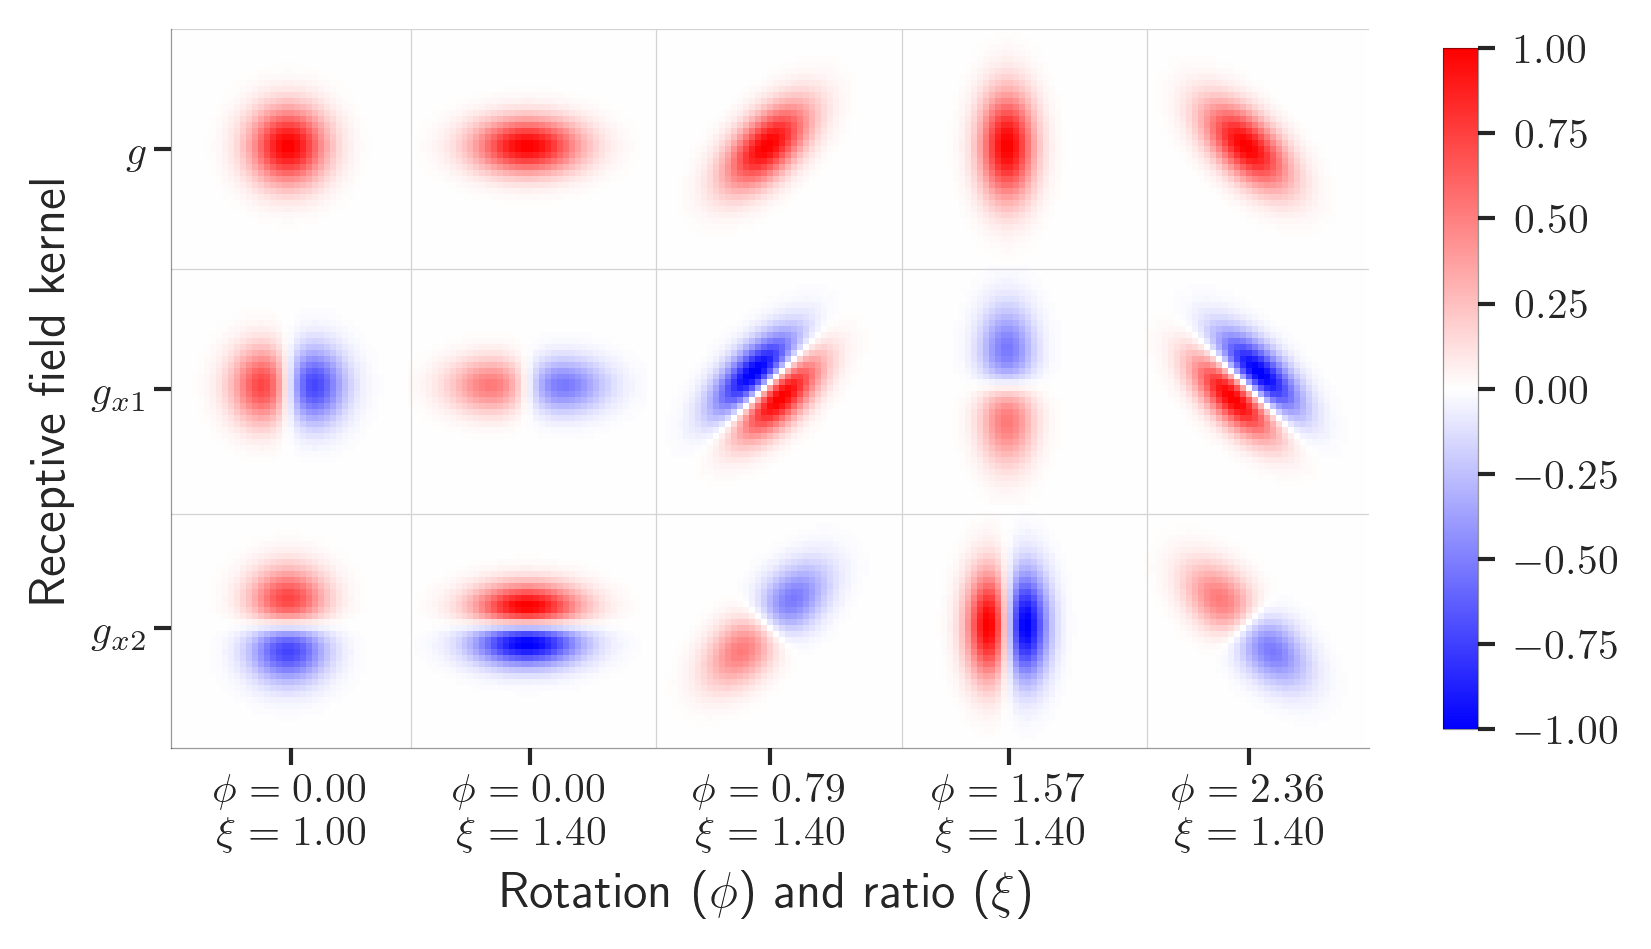 Receptive field kernel
g
g_{x1}
g_{x2}
1.00
0.75
0.50
0.25
0.00
−0.25
−0.50
−0.75
−1.00
ϕ = 0.00
ξ = 1.00
ϕ = 0.00
ξ = 1.40
ϕ = 0.79
ξ = 1.40
ϕ = 1.57
ξ = 1.40
ϕ = 2.36
ξ = 1.40
Rotation (ϕ) and ratio (ξ)